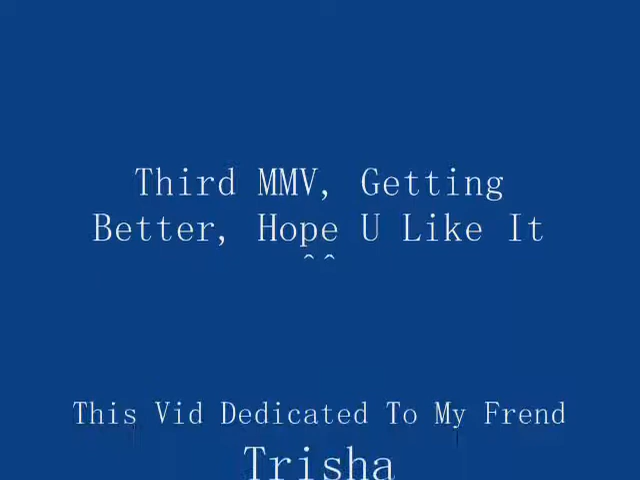 Third MMV, Getting
Better, Hope U Like It
^^
This Vid Dedicated To My Frend
Trisha